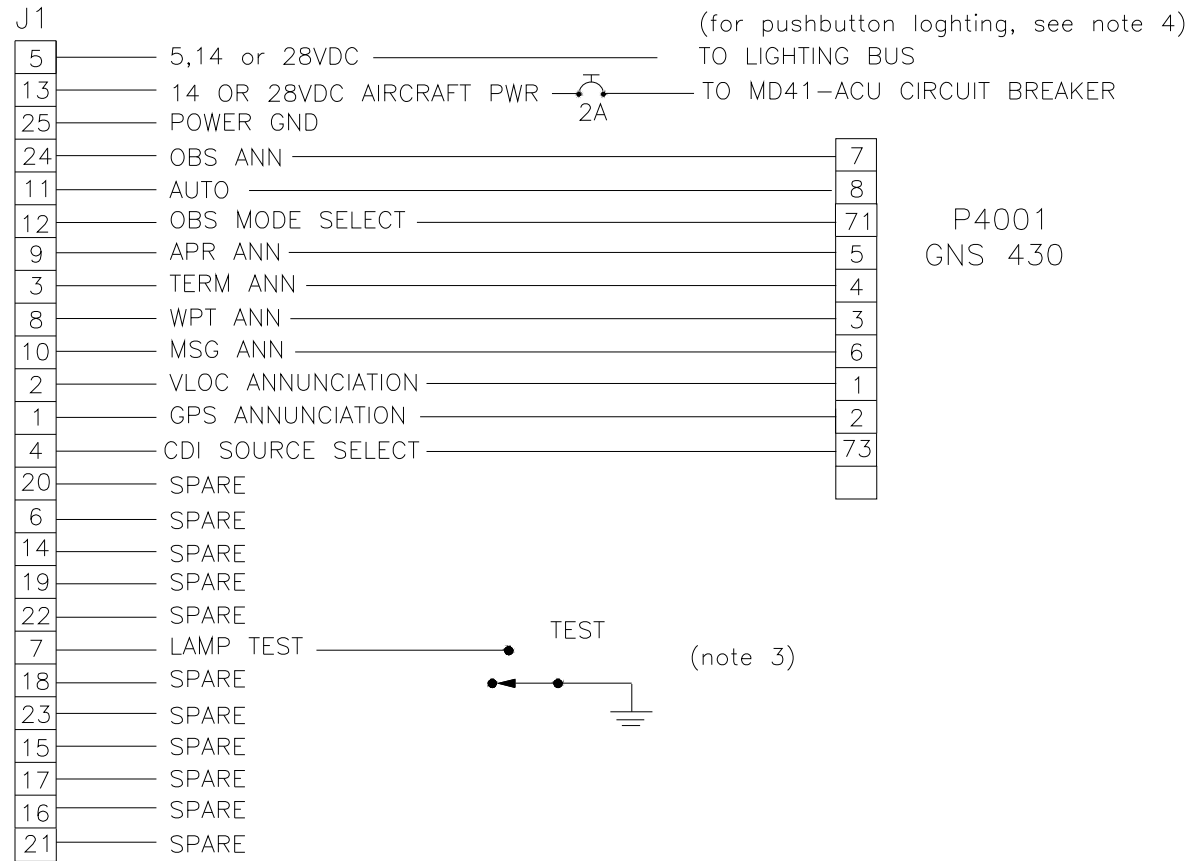 J1
(for pushbutton loghting, see note 4)
5 5,14 or 28VDC TO LIGHTING BUS
13 14 OR 28VDC AIRCRAFT PWR TO MD41-ACU CIRCUIT BREAKER
2A
25 POWER GND
24 OBS ANN 7
11 AUTO 8
12 OBS MODE SELECT 71 P4001
9 APR ANN 5 GNS 430
3 TERM ANN 4
8 WPT ANN 3
10 MSG ANN 6
2 VLOC ANNUNCIATION 1
1 GPS ANNUNCIATION 2
4 CDI SOURCE SELECT 73
20 SPARE
6 SPARE
14 SPARE
19 SPARE
22 SPARE
TEST
7 LAMP TEST (note 3)
18 SPARE
23 SPARE
15 SPARE
17 SPARE
16 SPARE
21 SPARE